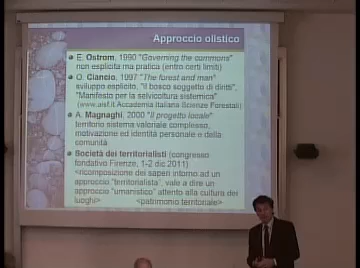 Approccio olistico
E. Ostrom, 1990 "Governing the commons"
non esplicita ma pratica (entro certi limiti)
O. Ciancio, 1997 "The forest and man"
sviluppo esplicito, "Il bosco soggetto di diritti",
"Manifesto per la selvicoltura sistemica"
(www.aisf.it Accademia Italiana Scienze Forestali)
A. Magnaghi, 2000 "Il progetto locale"
territorio sistema valoriale complesso,
motivazione ed identità personale e della
comunità
Società dei territorialisti (congresso
fondativo Firenze, 1-2 dic 2011)
<ricomposizione dei saperi intorno ad un
approccio "territorialista", vale a dire un
approccio "umanistico" attento alla cultura dei
luoghi> <patrimonio territoriale>